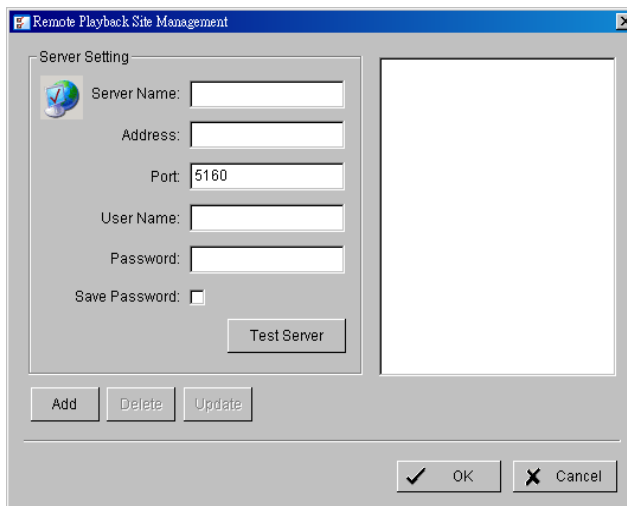 Remote Playback Site Management
Server Setting
Server Name:
Address:
Port: 5160
User Name:
Password:
Save Password:
Test Server
Add Delete Update
OK Cancel